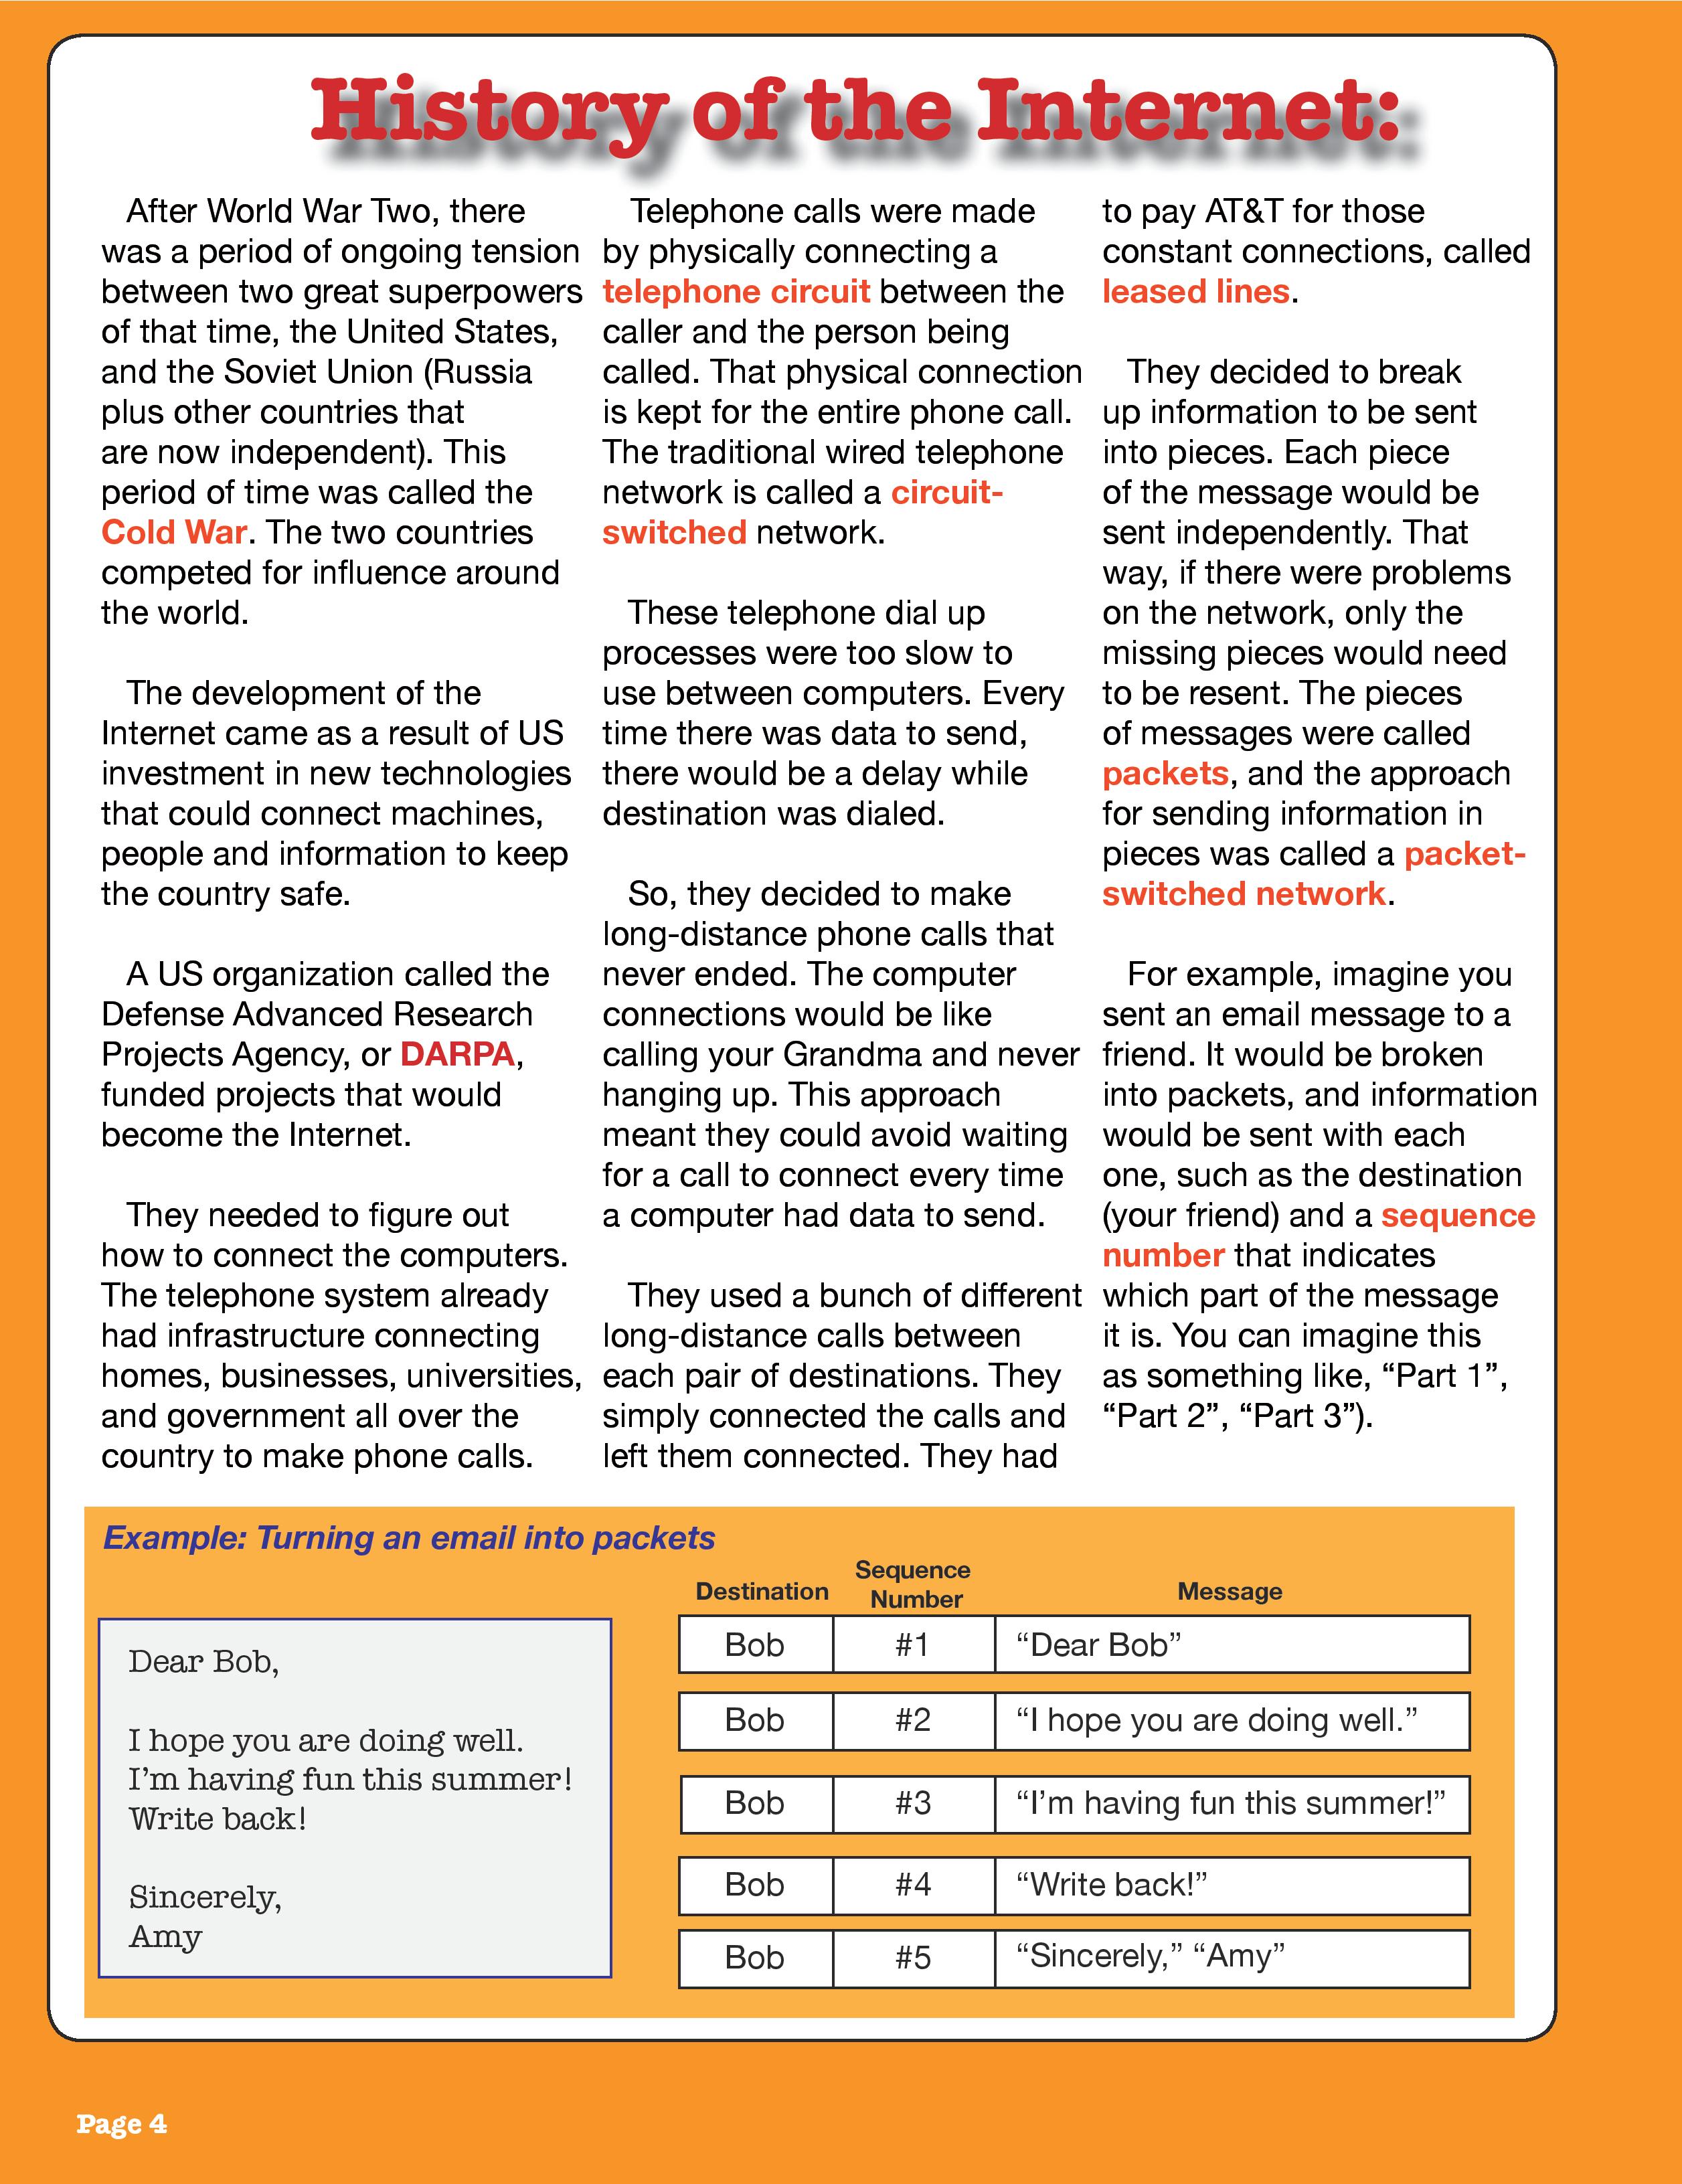 History of the Internet:
After World War Two, there
was a period of ongoing tension
between two great superpowers
of that time, the United States,
and the Soviet Union (Russia
plus other countries that
are now independent). This
period of time was called the
Cold War. The two countries
competed for influence around
the world.
The development of the
Internet came as a result of US
investment in new technologies
that could connect machines,
people and information to keep
the country safe.
A US organization called the
Defense Advanced Research
Projects Agency, or DARPA,
funded projects that would
become the Internet.
They needed to figure out
how to connect the computers.
The telephone system already
had infrastructure connecting
homes, businesses, universities,
and government all over the
country to make phone calls.
Telephone calls were made
by physically connecting a
telephone circuit between the
caller and the person being
called. That physical connection
is kept for the entire phone call.
The traditional wired telephone
network is called a circuit-
switched network.
These telephone dial up
processes were too slow to
use between computers. Every
time there was data to send,
there would be a delay while
destination was dialed.
So, they decided to make
long-distance phone calls that
never ended. The computer
connections would be like
calling your Grandma and never
hanging up. This approach
meant they could avoid waiting
for a call to connect every time
a computer had data to send.
They used a bunch of different
long-distance calls between
each pair of destinations. They
simply connected the calls and
left them connected. They had
to pay AT&T for those
constant connections, called
leased lines.
They decided to break
up information to be sent
into pieces. Each piece
of the message would be
sent independently. That
way, if there were problems
on the network, only the
missing pieces would need
to be resent. The pieces
of messages were called
packets, and the approach
for sending information in
pieces was called a packet-
switched network.
For example, imagine you
sent an email message to a
friend. It would be broken
into packets, and information
would be sent with each
one, such as the destination
(your friend) and a sequence
number that indicates
which part of the message
it is. You can imagine this
as something like, “Part 1”,
“Part 2”, “Part 3”).
Example: Turning an email into packets
Dear Bob,
I hope you are doing well.
I’m having fun this summer!
Write back!
Sincerely,
Amy
Destination Sequence Number Message
Bob #1 “Dear Bob”
Bob #2 “I hope you are doing well.”
Bob #3 “I’m having fun this summer!”
Bob #4 “Write back!”
Bob #5 “Sincerely,” “Amy”
Page 4